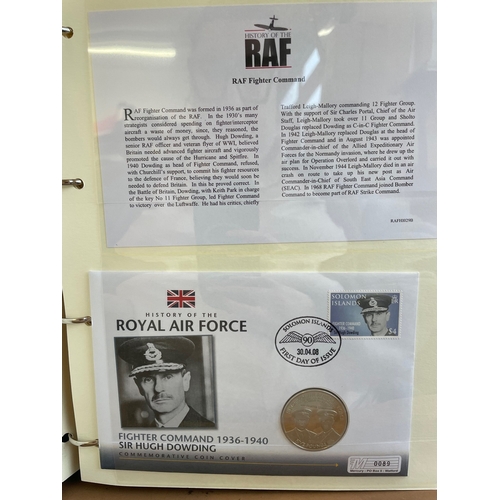 HISTORY OF THE
RAF
RAF Fighter Command
RAF Fighter Command was formed in 1936 as part of
reorganisation of the RAF. In the 1930's many
strategists considered spending on fighter/interceptor
aircraft a waste of money, since, they reasoned, the
bombers would always get through. Hugh Dowding, a
senior RAF officer and veteran flyer of WWI, believed
Britain needed advanced fighter aircraft and vigorously
promoted the cause of the Hurricane and Spitfire. In
1940 Dowding as head of Fighter Command, refused,
with Churchill's support, to commit his fighter resources
to the defence of France, believing they would soon be
needed to defend Britain. In this he proved correct. In
the Battle of Britain, Dowding, with Keith Park in charge
of the key No 11 Fighter Group, led Fighter Command
to victory over the Luftwaffe. He had his critics; chiefly
Trafford Leigh-Mallory commanding 12 Fighter Group.
With the support of Sir Charles Portal, Chief of the Air
Staff, Leigh-Mallory took over 11 Group and Sholto
Douglas replaced Dowding as C-in-C Fighter Command.
In 1942 Leigh-Mallory replaced Douglas at the head of
Fighter Command and in August 1943 was appointed
Commander-in-chief of the Allied Expeditionary Air
Forces for the Normandy invasion, where he drew up the
air plan for Operation Overlord and carried it out with
success. In November 1944 Leigh-Mallory died in an air
crash on route to take up his new post as Air
Commander-in-Chief of South East Asia Command
(SEAC). In 1968 RAF Fighter Command joined Bomber
Command to become part of RAF Strike Command.
HISTORY OF THE
ROYAL AIR FORCE
SOLOMON ISLANDS
FIGHTER COMMAND
$4
SOLOMON ISLANDS
90
30.04.08
FIRST DAY OF ISSUE
FIGHTER COMMAND 1936-1940
SIR HUGH DOWDING
COMMEMORATIVE COIN COVER
0089